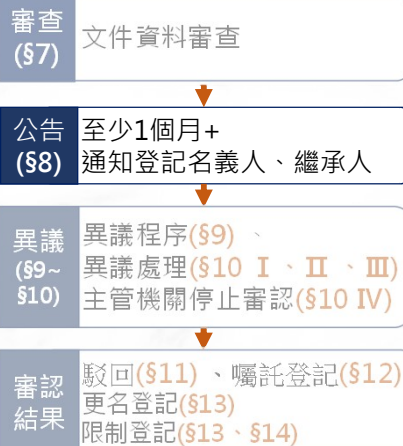 審查
(§7)
文件資料審查
公告
(§8)
至少1個月+
通知登記名義人、繼承人
異議
(§9~
§10)
異議程序(§9) 、
異議處理(§10 Ⅰ、Ⅱ 、Ⅲ)
主管機關停止審認(§10 IV)
審認
結果
駁回(§11) 、囑託登記(§12)
更名登記(§13)
限制登記(§13、§14)